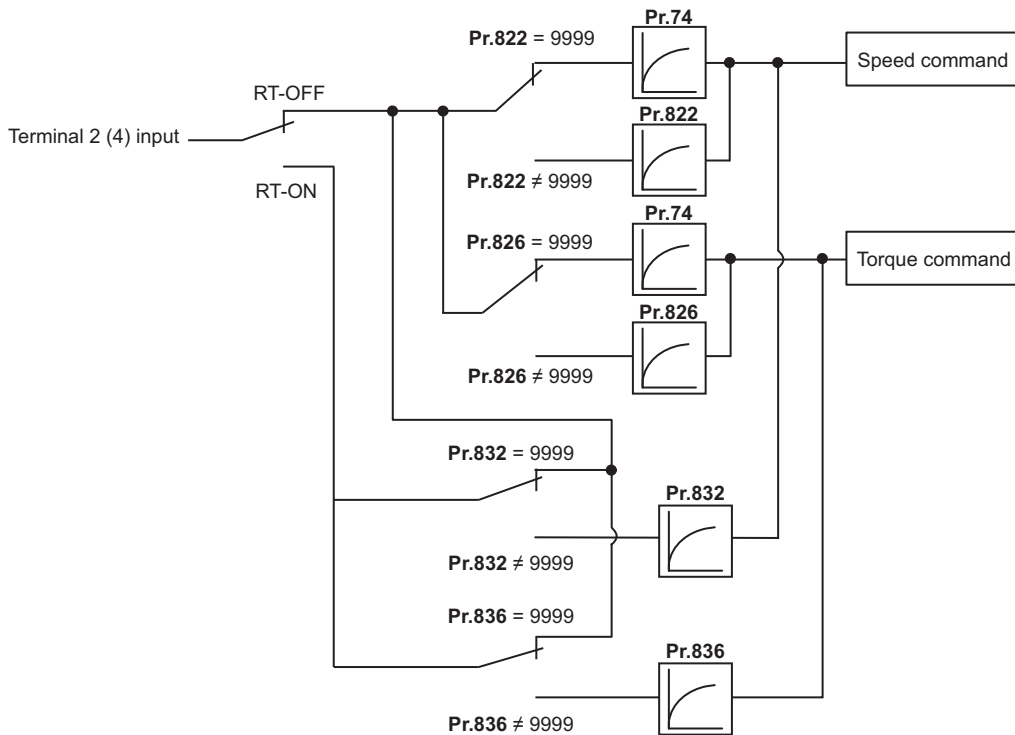 Pr.74
Pr.822 = 9999
Speed command
RT-OFF
Pr.822
Terminal 2 (4) input
Pr.822 ≠ 9999
RT-ON
Pr.74
Pr.826 = 9999
Torque command
Pr.826
Pr.826 ≠ 9999
Pr.832 = 9999
Pr.832
Pr.832 ≠ 9999
Pr.836 = 9999
Pr.836
Pr.836 ≠ 9999